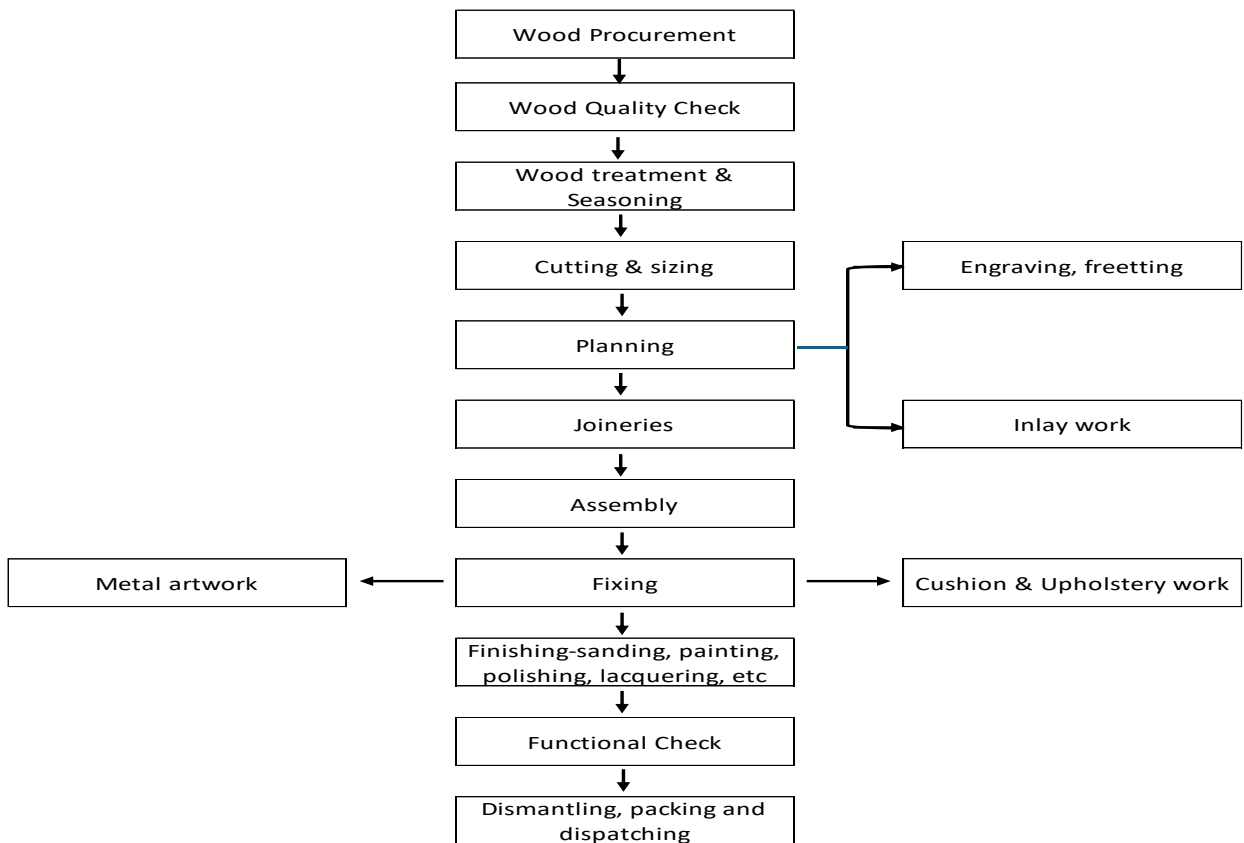 Wood Procurement
Wood Quality Check
Wood treatment &
Seasoning
Cutting & sizing
Engraving, freetting
Planning
Joineries
Inlay work
Assembly
Metal artwork
Fixing
Cushion & Upholstery work
Finishing-sanding, painting,
polishing, lacquering, etc
Functional Check
Dismantling, packing and
dispatching